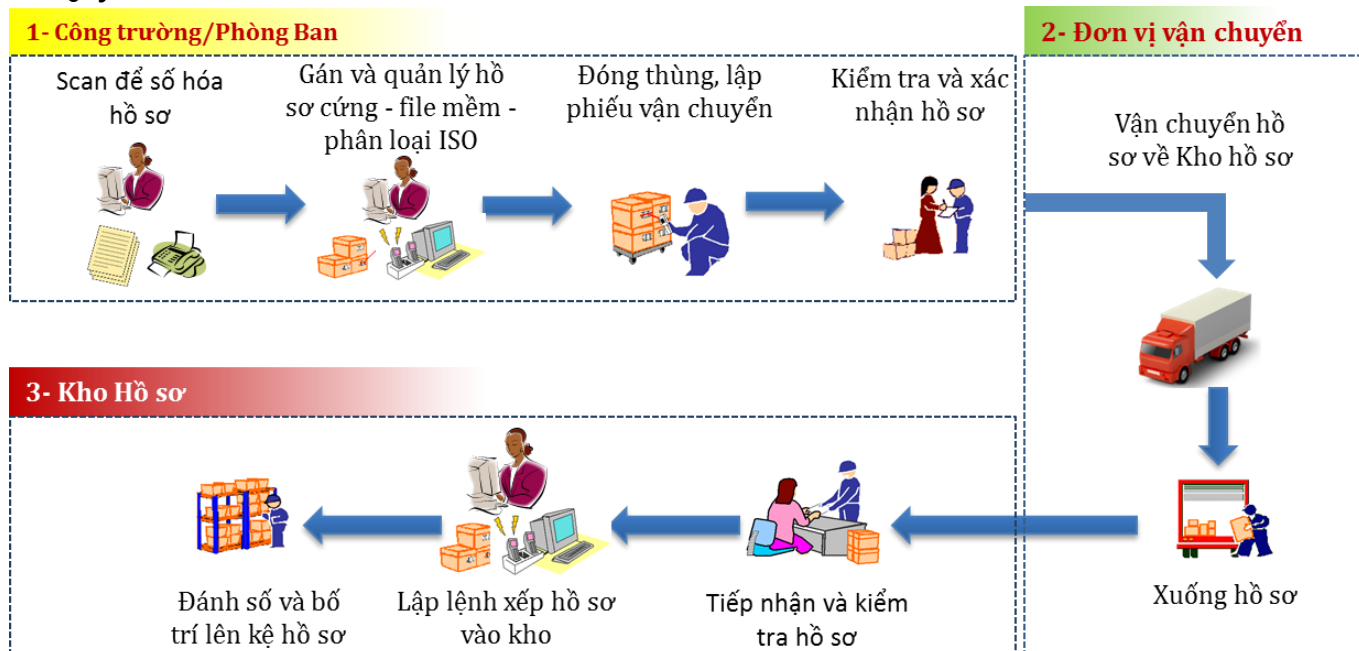 1- Công trường/Phòng Ban
Scan để số hóa
hồ sơ
Gán và quản lý hồ
sơ cứng - file mềm -
phân loại ISO
Đóng thùng, lập
phiếu vận chuyển
Kiểm tra và xác
nhận hồ sơ
2- Đơn vị vận chuyển
Vận chuyển hồ
sơ về Kho hồ sơ
Xuống hồ sơ
3- Kho Hồ sơ
Tiếp nhận và kiểm
tra hồ sơ
Lập lệnh xếp hồ sơ
vào kho
Đánh số và bố
trí lên kệ hồ sơ